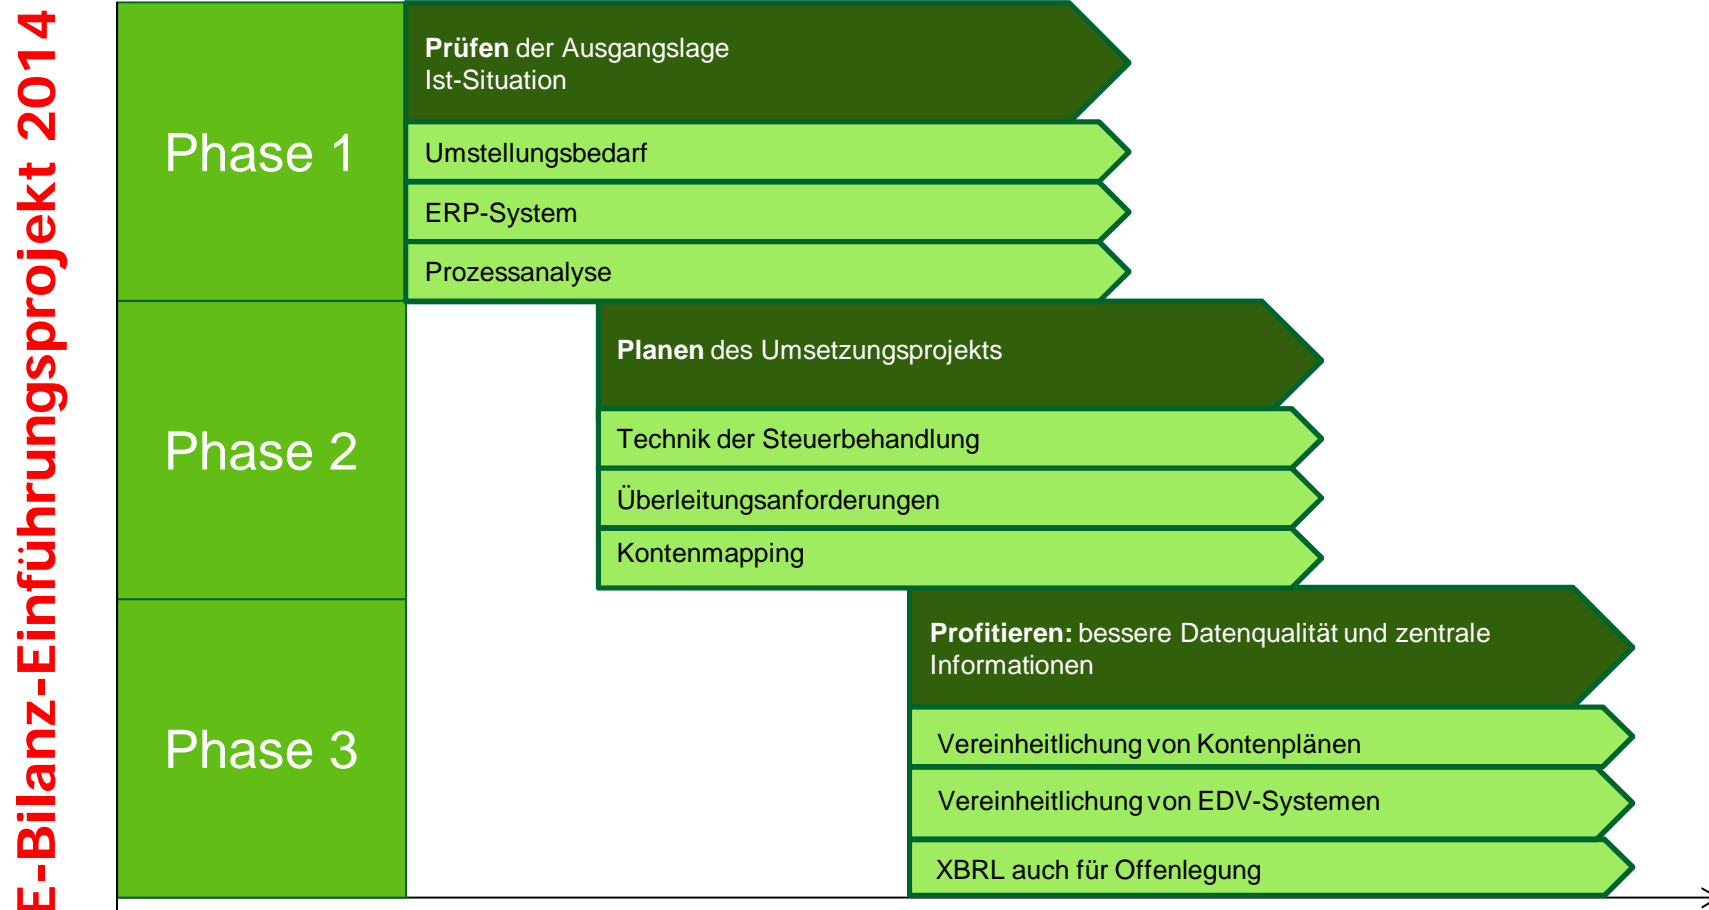 E-Bilanz-Einführungsprojekt 2014
Phase 1
Prüfen der Ausgangslage
Ist-Situation
Umstellungsbedarf
ERP-System
Prozessanalyse
Phase 2
Planen des Umsetzungsprojekts
Technik der Steuerbehandlung
Überleitungsanforderungen
Kontenmapping
Phase 3
Profitieren: bessere Datenqualität und zentrale
Informationen
Vereinheitlichung von Kontenplänen
Vereinheitlichung von EDV-Systemen
XBRL auch für Offenlegung